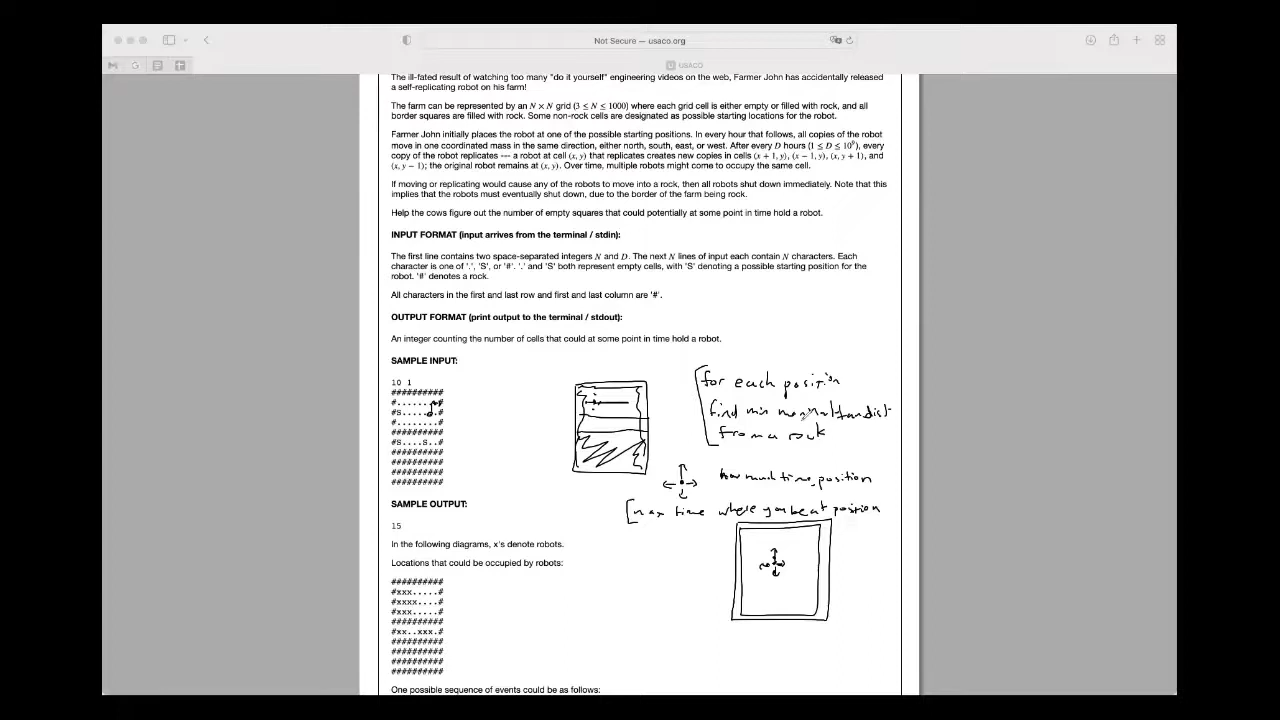 Not Secure — usaco.org
USACO
The ill-fated result of watching too many "do it yourself" engineering videos on the web, Farmer John has accidentally released
a self-replicating robot on his farm!
The farm can be represented by an N × N grid (3 ≤ N ≤ 1000) where each grid cell is either empty or filled with rock, and all
border squares are filled with rock. Some non-rock cells are designated as possible starting locations for the robot.
Farmer John initially places the robot at one of the possible starting positions. In every hour that follows, all copies of the robot
move in one coordinated mass in the same direction, either north, south, east, or west. After every D hours (1 ≤ D ≤ 10⁹), every
copy of the robot replicates --- a robot at cell (x, y) that replicates creates new copies in cells (x + 1, y), (x − 1, y), (x, y + 1), and
(x, y − 1); the original robot remains at (x, y). Over time, multiple robots might come to occupy the same cell.
If moving or replicating would cause any of the robots to move into a rock, then all robots shut down immediately. Note that this
implies that the robots must eventually shut down, due to the border of the farm being rock.
Help the cows figure out the number of empty squares that could potentially at some point in time hold a robot.
INPUT FORMAT (input arrives from the terminal / stdin):
The first line contains two space-separated integers N and D. The next N lines of input each contain N characters. Each
character is one of '.', 'S', or '#'. '.' and 'S' both represent empty cells, with 'S' denoting a possible starting position for the
robot. '#' denotes a rock.
All characters in the first and last row and first and last column are '#'.
OUTPUT FORMAT (print output to the terminal / stdout):
An integer counting the number of cells that could at some point in time hold a robot.
SAMPLE INPUT:
10 1
##########
#........#
#S.......#
#........#
##########
#S....S..#
##########
##########
##########
##########
for each position
find min
from a rock
time position
max time where you beat position
SAMPLE OUTPUT:
15
In the following diagrams, x's denote robots.
Locations that could be occupied by robots:
##########
#xxx.....#
#xxxx....#
#xxx.....#
##########
#xx..xxx.#
##########
##########
##########
##########
One possible sequence of events could be as follows: